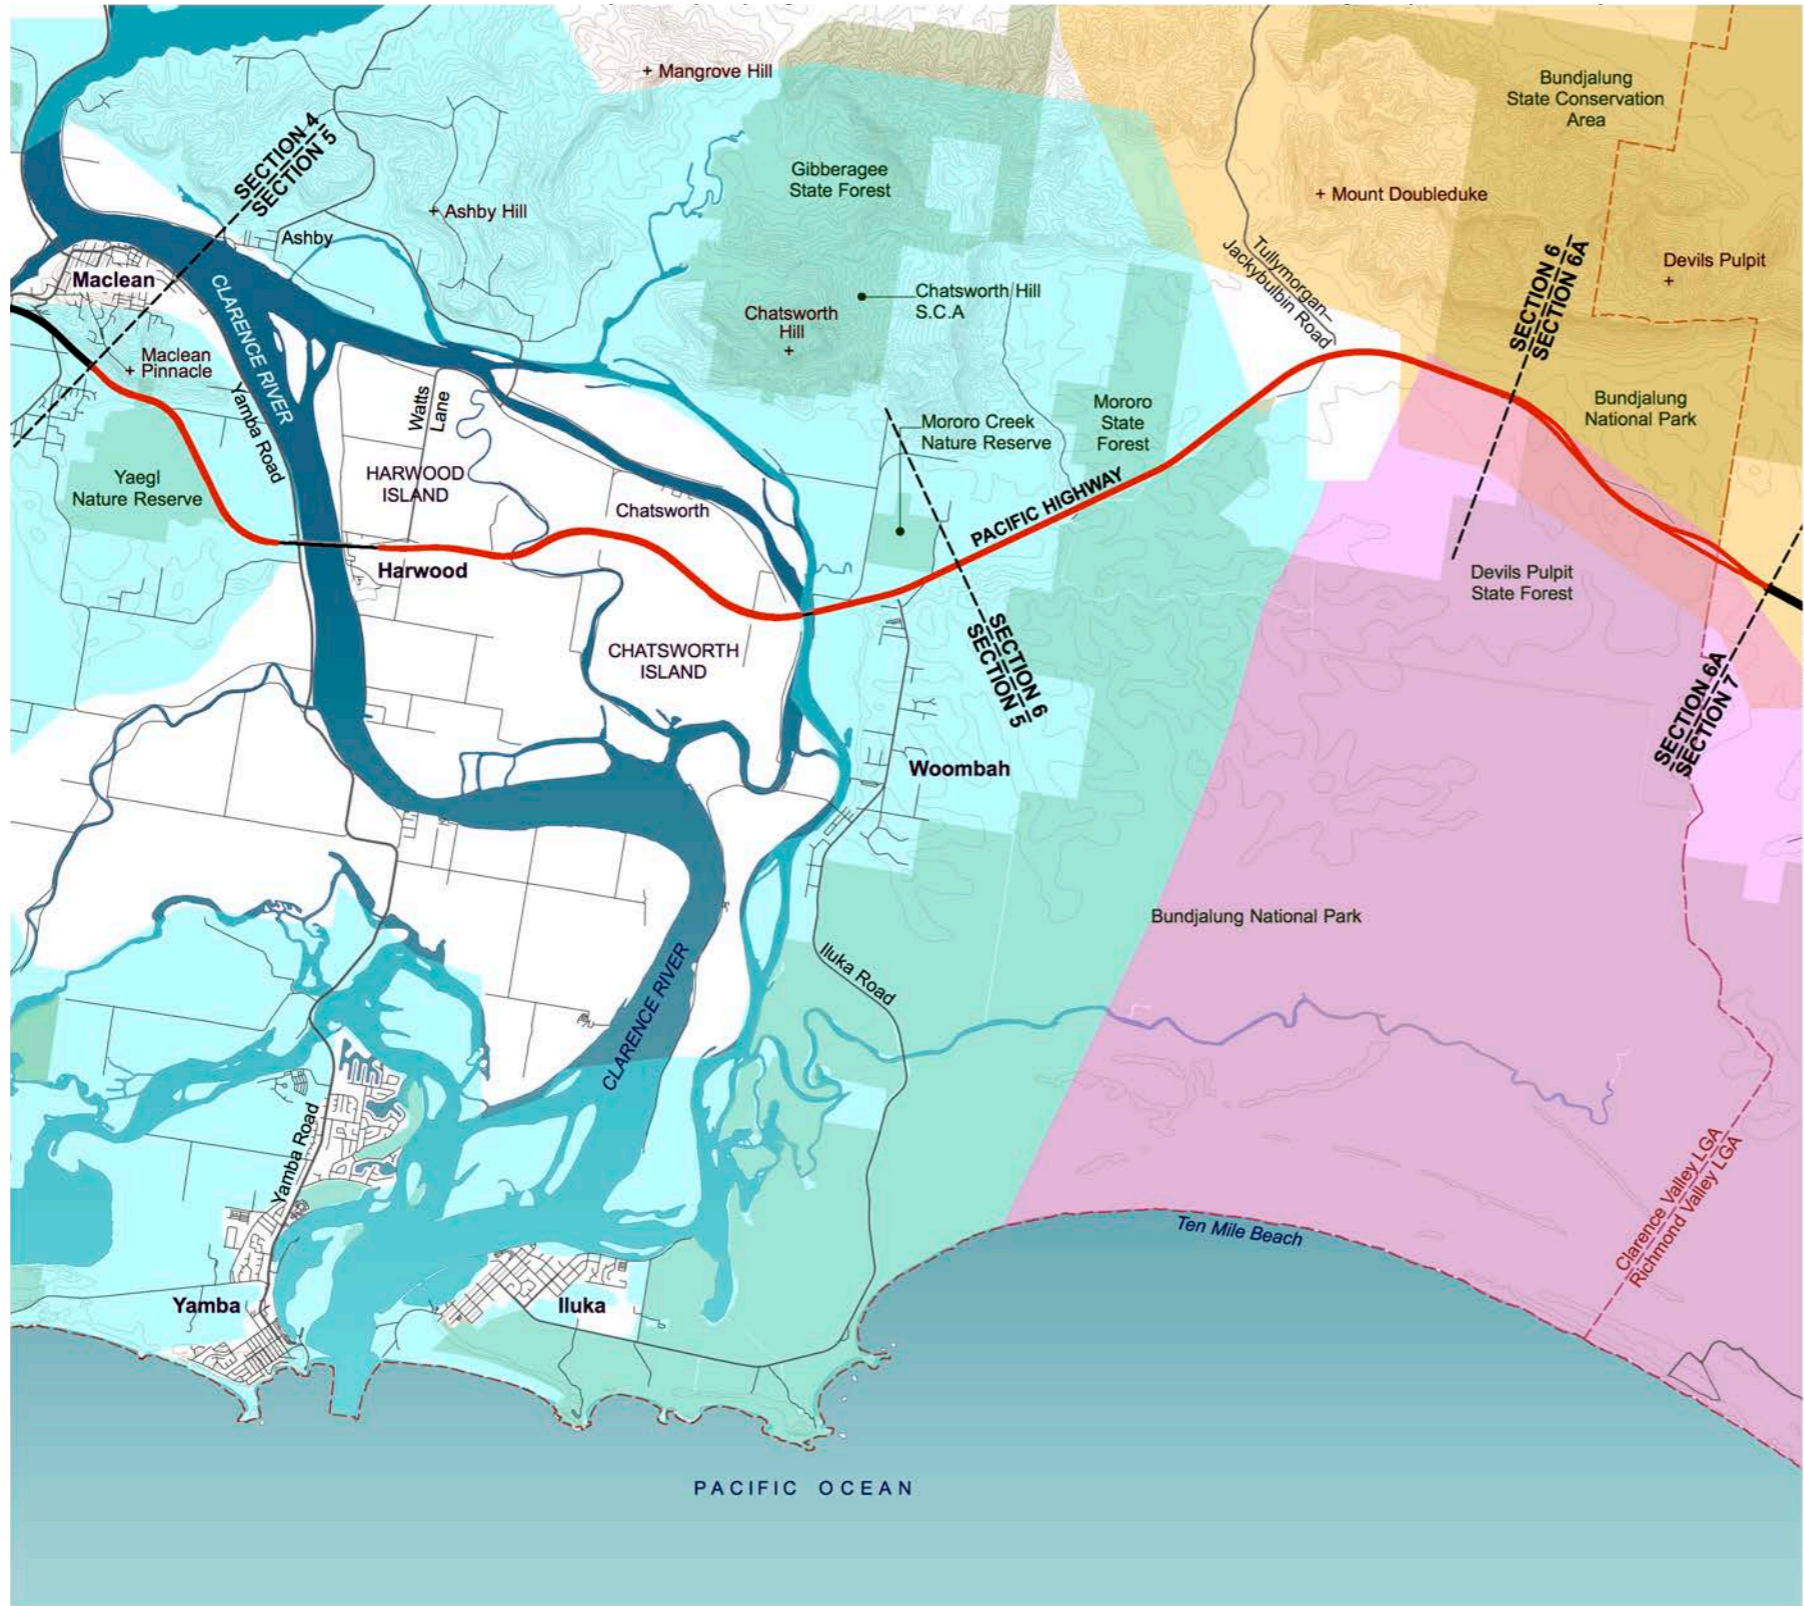 + Mangrove Hill
Bundjalung
State Conservation
Area
SECTION 4
SECTION 5
Gibberagee
State Forest
+ Mount Doubleduke
+ Ashby Hill
Ashby
Maclean
CLARENCE RIVER
Tullymorgan–
Jackybulbin Road
SECTION 6
SECTION 6A
Devils Pulpit
+
Chatsworth Hill
S.C.A
Chatsworth
Hill
+
Maclean
+ Pinnacle
Yamba Road
Watts
Lane
Mororo Creek
Nature Reserve
Mororo
State
Forest
Bundjalung
National Park
Yaegl
Nature Reserve
HARWOOD
ISLAND
Chatsworth
PACIFIC HIGHWAY
Harwood
Devils Pulpit
State Forest
CHATSWORTH
ISLAND
SECTION 6
SECTION 5
SECTION 6A
SECTION 7
Woombah
Bundjalung National Park
Iluka Road
CLARENCE RIVER
Yamba Road
Clarence Valley LGA
Richmond Valley LGA
Ten Mile Beach
Yamba
Iluka
PACIFIC OCEAN